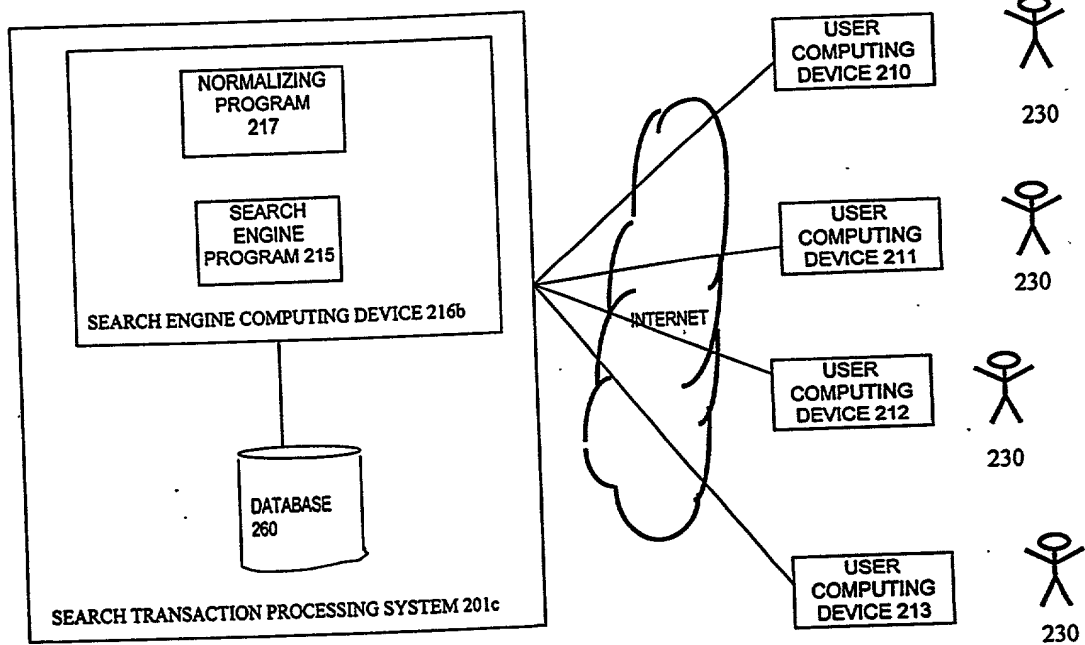 NORMALIZING
PROGRAM
217
SEARCH
ENGINE
PROGRAM 215
SEARCH ENGINE COMPUTING DEVICE 216b
DATABASE
260
SEARCH TRANSACTION PROCESSING SYSTEM 201c
INTERNET
USER
COMPUTING
DEVICE 210
230
USER
COMPUTING
DEVICE 211
230
USER
COMPUTING
DEVICE 212
230
USER
COMPUTING
DEVICE 213
230